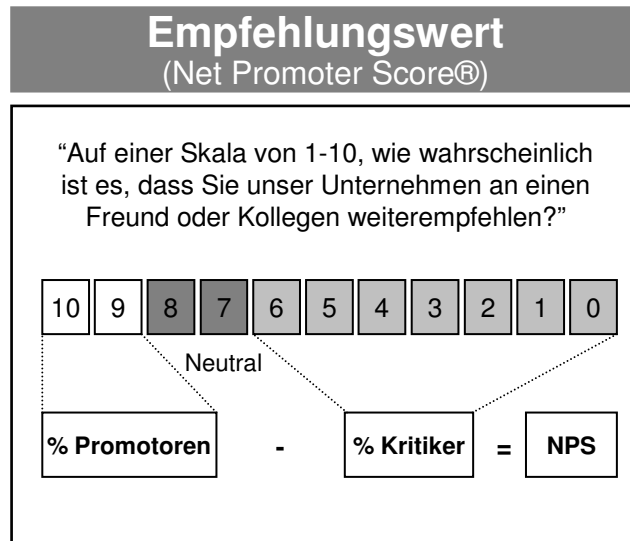 Empfehlungswert
(Net Promoter Score®)
“Auf einer Skala von 1-10, wie wahrscheinlich
ist es, dass Sie unser Unternehmen an einen
Freund oder Kollegen weiterempfehlen?”
10 9 8 7 6 5 4 3 2 1 0
Neutral
% Promotoren - % Kritiker = NPS